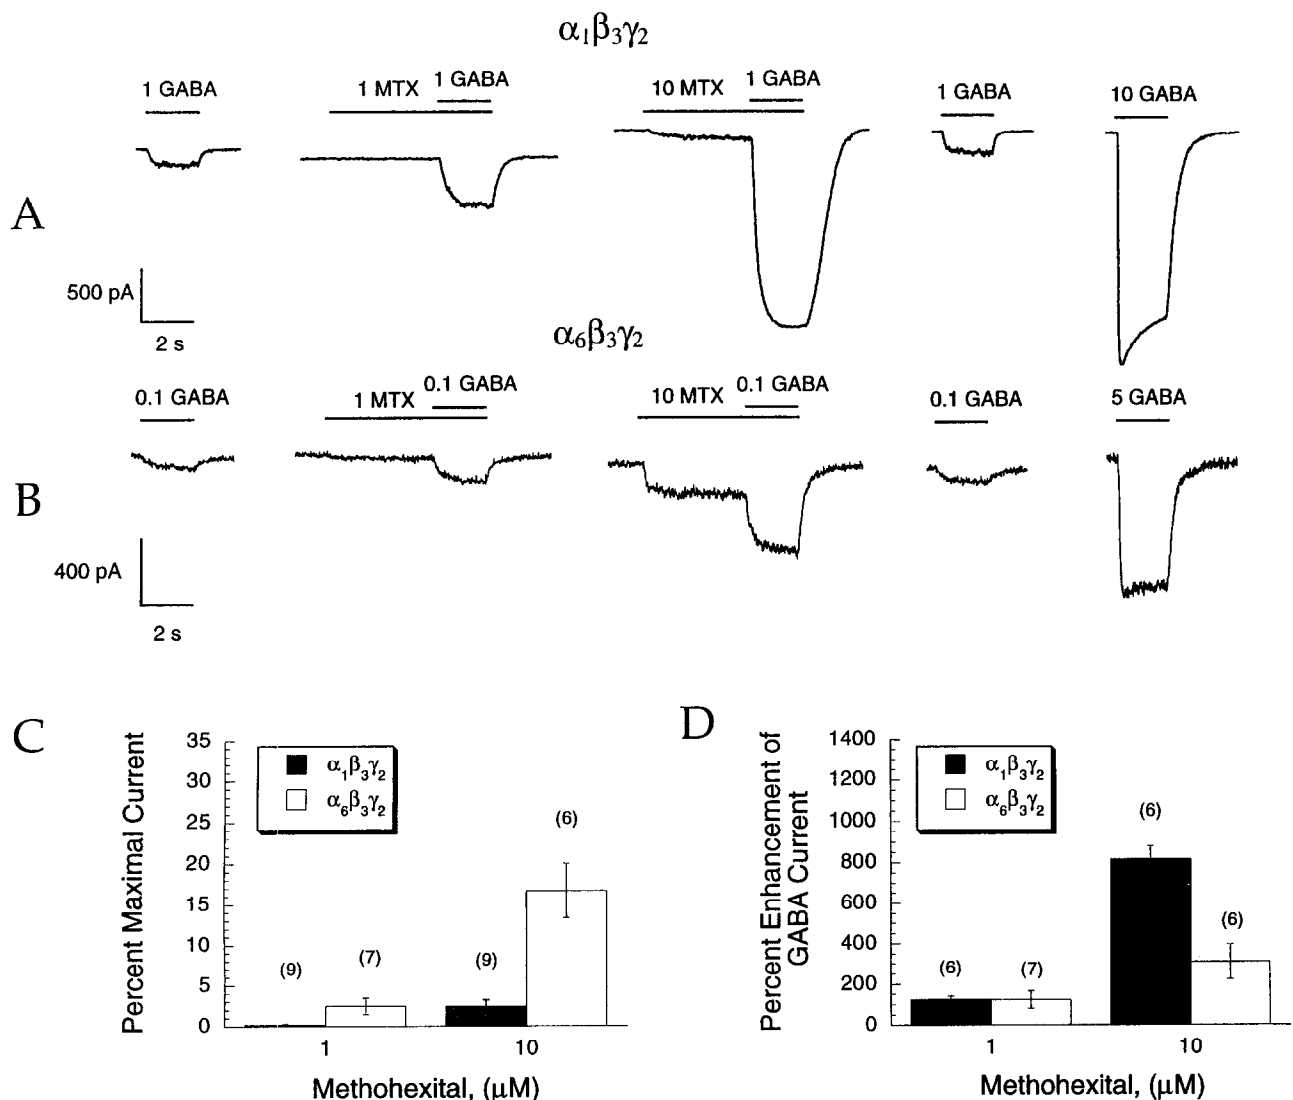 α₁β₃γ₂
1 GABA
1 MTX
1 GABA
10 MTX
1 GABA
1 GABA
10 GABA
A
500 pA
2 s
α₆β₃γ₂
0.1 GABA
1 MTX
0.1 GABA
10 MTX
0.1 GABA
0.1 GABA
5 GABA
B
400 pA
2 s
C
Percent Maximal Current
35
30
25
20
15
10
5
0
α₁β₃γ₂
α₆β₃γ₂
(9)
(7)
(9)
(6)
1
10
Methohexital, (μM)
D
Percent Enhancement of
GABA Current
1400
1200
1000
800
600
400
200
0
α₁β₃γ₂
α₆β₃γ₂
(6)
(7)
(6)
(6)
1
10
Methohexital, (μM)